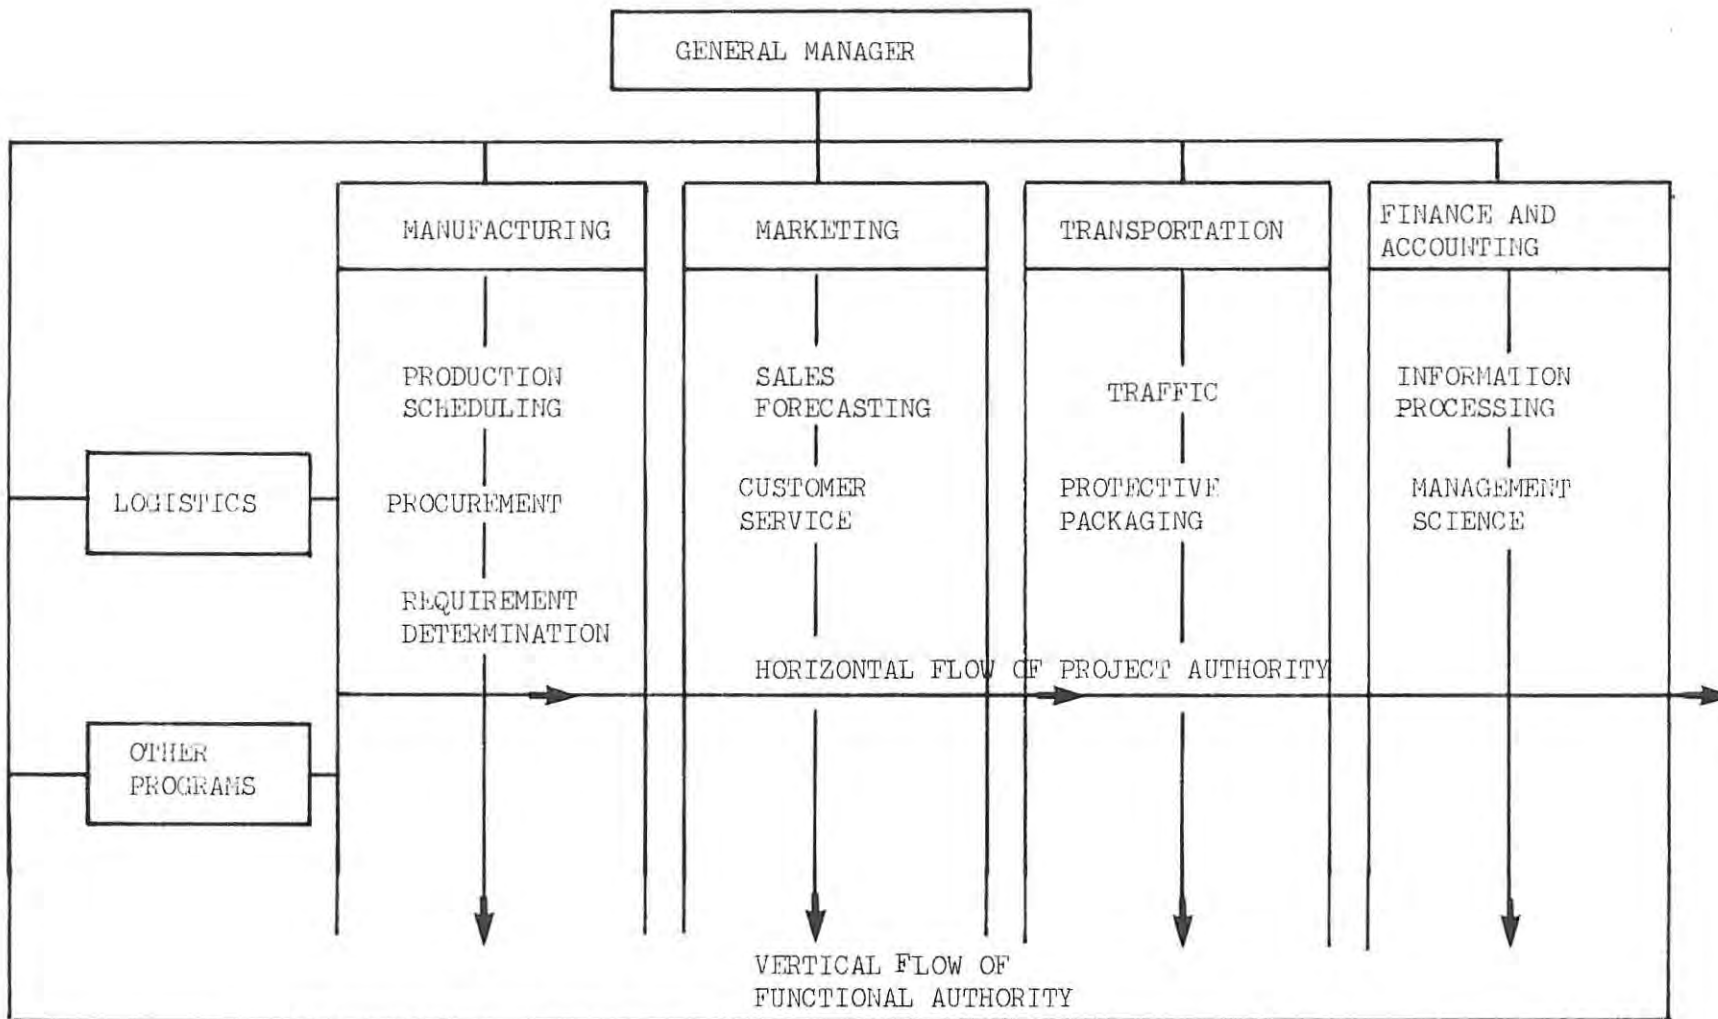 GENERAL MANAGER
MANUFACTURING
MARKETING
TRANSPORTATION
FINANCE AND
ACCOUNTING
PRODUCTION
SCHEDULING
SALES
FORECASTING
TRAFFIC
INFORMATION
PROCESSING
LOGISTICS
PROCUREMENT
CUSTOMER
SERVICE
PROTECTIVE
PACKAGING
MANAGEMENT
SCIENCE
REQUIREMENT
DETERMINATION
HORIZONTAL FLOW OF PROJECT AUTHORITY
OTHER
PROGRAMS
VERTICAL FLOW OF
FUNCTIONAL AUTHORITY